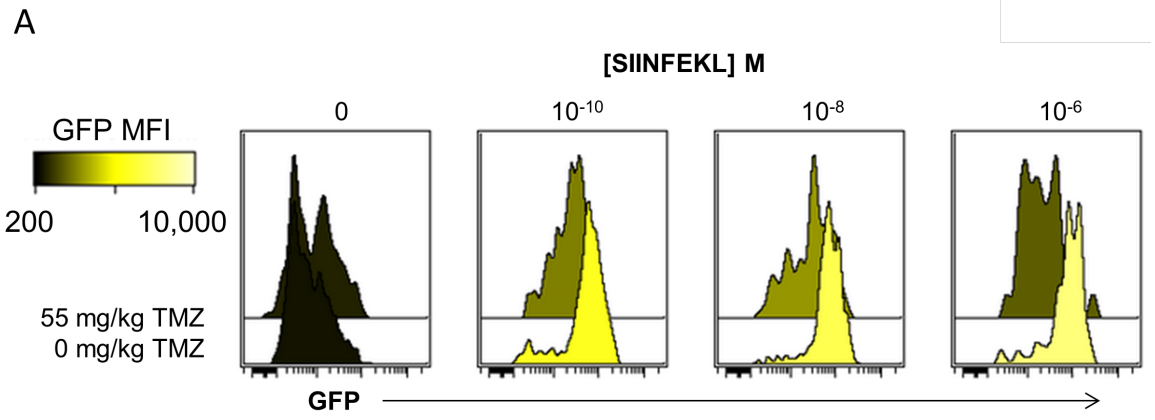 A
[SIINFEKL] M
0
10-10
10-8
10-6
GFP MFI
200 10,000
55 mg/kg TMZ
0 mg/kg TMZ
GFP